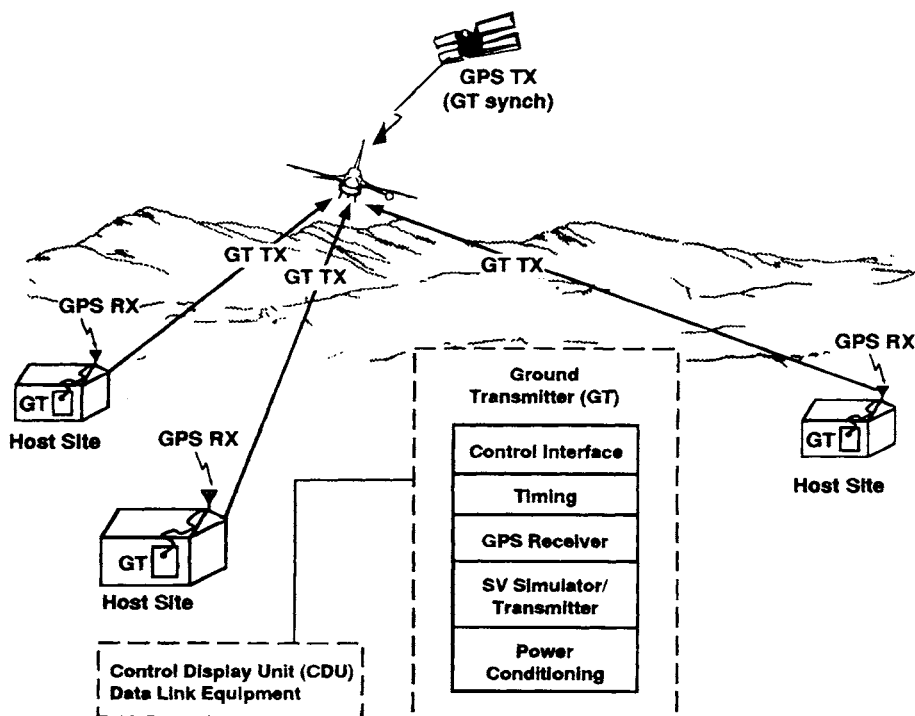 GPS TX
(GT synch)
GT TX
GT TX
GT TX
GPS RX
GPS RX
GPS RX
GT
Host Site
GT
Host Site
GT
Host Site
Ground
Transmitter (GT)
Control Interface
Timing
GPS Receiver
SV Simulator/
Transmitter
Power
Conditioning
Control Display Unit (CDU)
Data Link Equipment